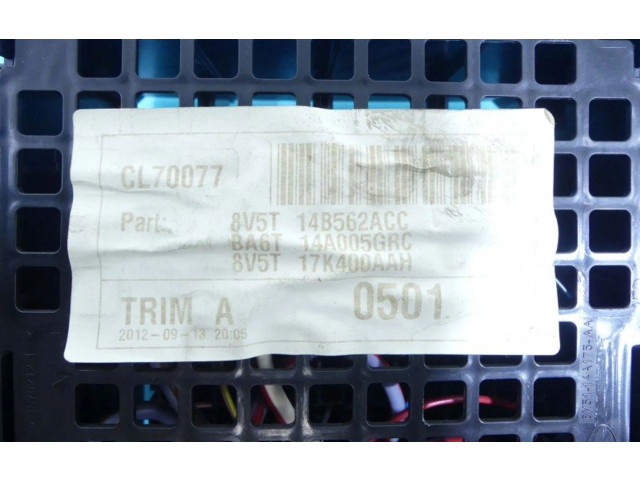 CL70077
Part: 8V5T 14B562ACC
BA6T 14A005GRC
8V5T 17K400AAH
TRIM A 0501
2012-09-13 20:05